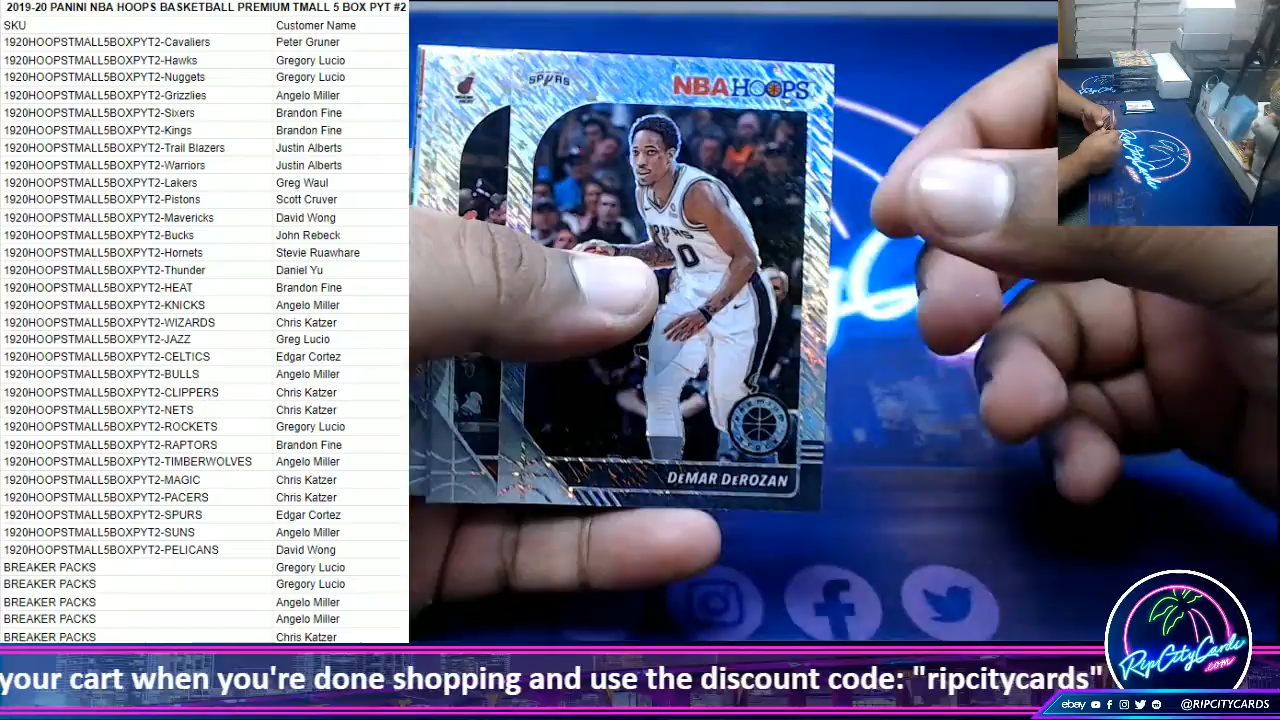 2019-20 PANINI NBA HOOPS BASKETBALL PREMIUM TMALL 5 BOX PYT #2
SKU Customer Name
1920HOOPSTMALL5BOXPYT2-Cavaliers Peter Gruner
1920HOOPSTMALL5BOXPYT2-Hawks Gregory Lucio
1920HOOPSTMALL5BOXPYT2-Nuggets Gregory Lucio
1920HOOPSTMALL5BOXPYT2-Grizzlies Angelo Miller
1920HOOPSTMALL5BOXPYT2-Sixers Brandon Fine
1920HOOPSTMALL5BOXPYT2-Kings Brandon Fine
1920HOOPSTMALL5BOXPYT2-Trail Blazers Justin Alberts
1920HOOPSTMALL5BOXPYT2-Warriors Justin Alberts
1920HOOPSTMALL5BOXPYT2-Lakers Greg Waul
1920HOOPSTMALL5BOXPYT2-Pistons Scott Cruver
1920HOOPSTMALL5BOXPYT2-Mavericks David Wong
1920HOOPSTMALL5BOXPYT2-Bucks John Rebeck
1920HOOPSTMALL5BOXPYT2-Hornets Stevie Ruawhare
1920HOOPSTMALL5BOXPYT2-Thunder Daniel Yu
1920HOOPSTMALL5BOXPYT2-HEAT Brandon Fine
1920HOOPSTMALL5BOXPYT2-KNICKS Angelo Miller
1920HOOPSTMALL5BOXPYT2-WIZARDS Chris Katzer
1920HOOPSTMALL5BOXPYT2-JAZZ Greg Lucio
1920HOOPSTMALL5BOXPYT2-CELTICS Edgar Cortez
1920HOOPSTMALL5BOXPYT2-BULLS Angelo Miller
1920HOOPSTMALL5BOXPYT2-CLIPPERS Chris Katzer
1920HOOPSTMALL5BOXPYT2-NETS Chris Katzer
1920HOOPSTMALL5BOXPYT2-ROCKETS Gregory Lucio
1920HOOPSTMALL5BOXPYT2-RAPTORS Brandon Fine
1920HOOPSTMALL5BOXPYT2-TIMBERWOLVES Angelo Miller
1920HOOPSTMALL5BOXPYT2-MAGIC Chris Katzer
1920HOOPSTMALL5BOXPYT2-PACERS Chris Katzer
1920HOOPSTMALL5BOXPYT2-SPURS Edgar Cortez
1920HOOPSTMALL5BOXPYT2-SUNS Angelo Miller
1920HOOPSTMALL5BOXPYT2-PELICANS David Wong
BREAKER PACKS Gregory Lucio
BREAKER PACKS Gregory Lucio
BREAKER PACKS Angelo Miller
BREAKER PACKS Angelo Miller
BREAKER PACKS Chris Katzer
SPURS
NBA HOOPS
DeMAR DeROZAN
RipCityCards
.com
RipCityCards
.com
your cart when you're done shopping and use the discount code: "ripcitycards"
ebay @RIPCITYCARDS